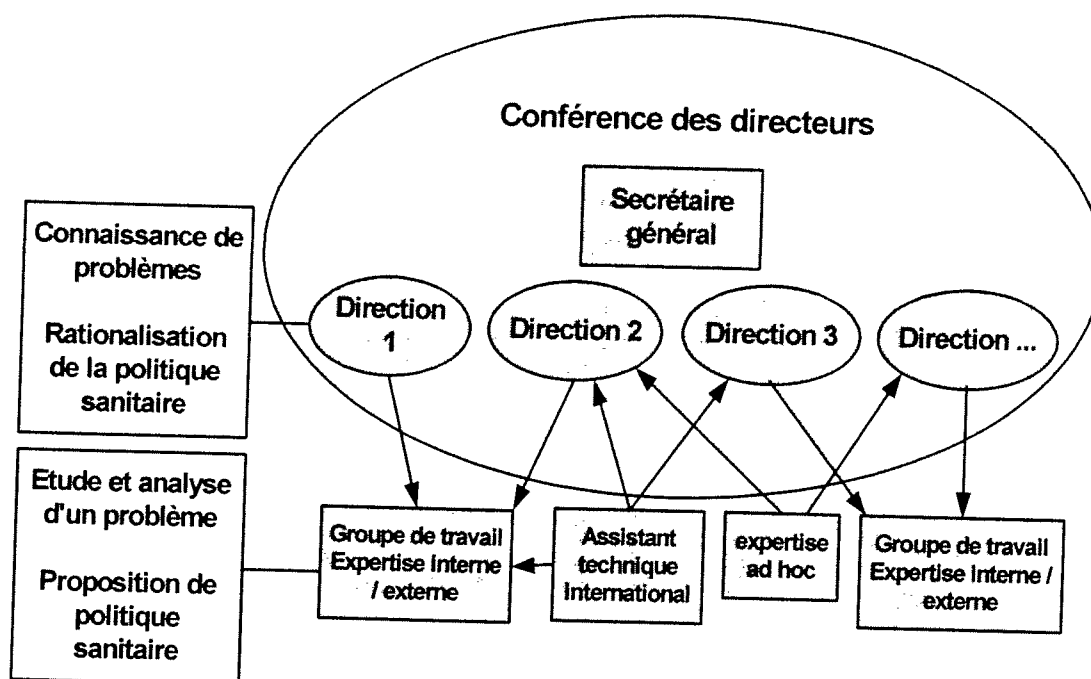 Conférence des directeurs
Secrétaire
général
Connaissance de
problèmes
Rationalisation
de la politique
sanitaire
Direction
1
Direction 2
Direction 3
Direction ...
Etude et analyse
d'un problème
Proposition de
politique
sanitaire
Groupe de travail
Expertise interne
/ externe
Assistant
technique
International
expertise
ad hoc
Groupe de travail
Expertise interne /
externe